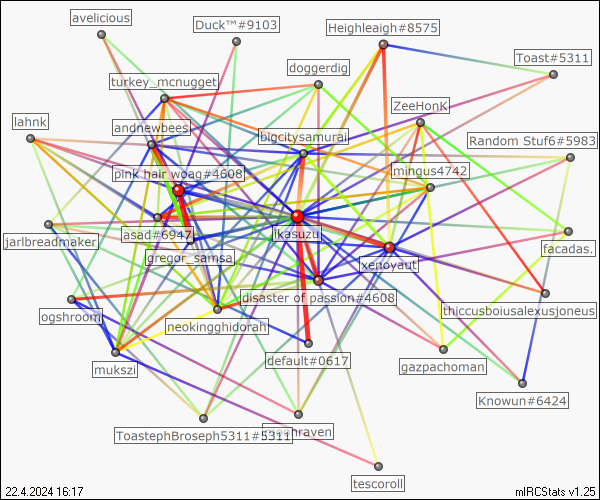 avelicious
Duck™#9103
Heighleaigh#8575
Toast#5311
doggerdig
turkey_mcnugget
ZeeHonK
lahnk
andnewbees
bigcitysamurai
Random Stuf6#5983
pink hair woag#4608
mingus4742
asad#6947
ikasuzu
jarlbreadmaker
gregor_samsa
xenoyaut
facadas.
disaster of passion#4608
thiccusboiusalexusjoneus
ogshroom
neokingghidorah
default#0617
mukszi
gazpachoman
Knowun#6424
ToastephBroseph5311#5311
hraven
tescoroll
22.4.2024 16:17
mIRCStats v1.25